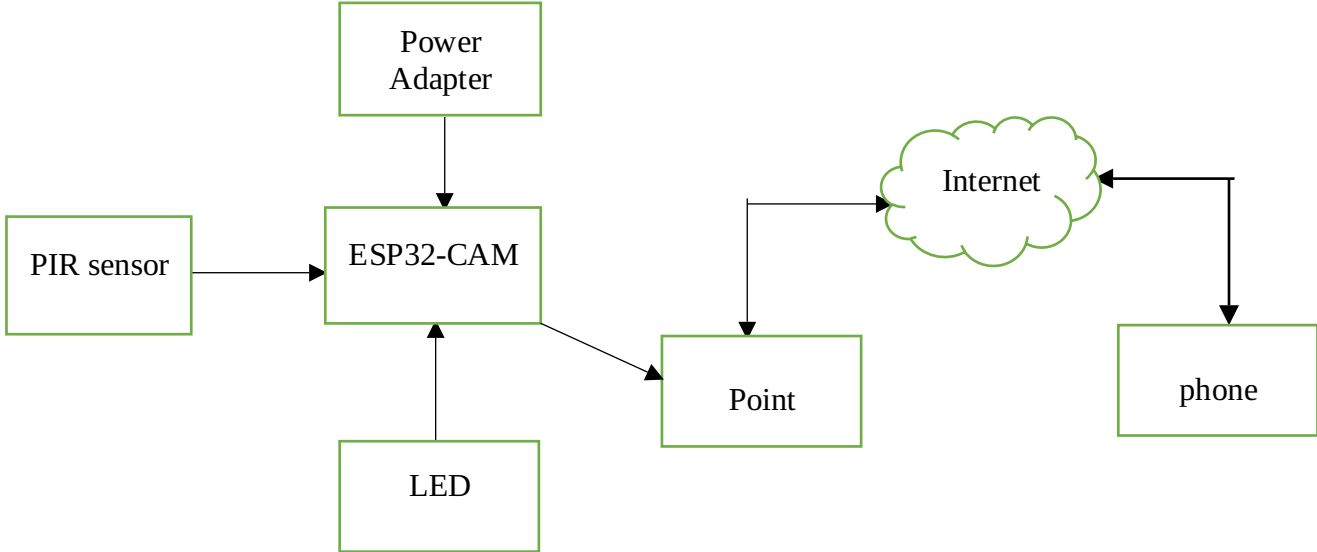 Power
Adapter
Internet
PIR sensor
ESP32-CAM
Point
phone
LED